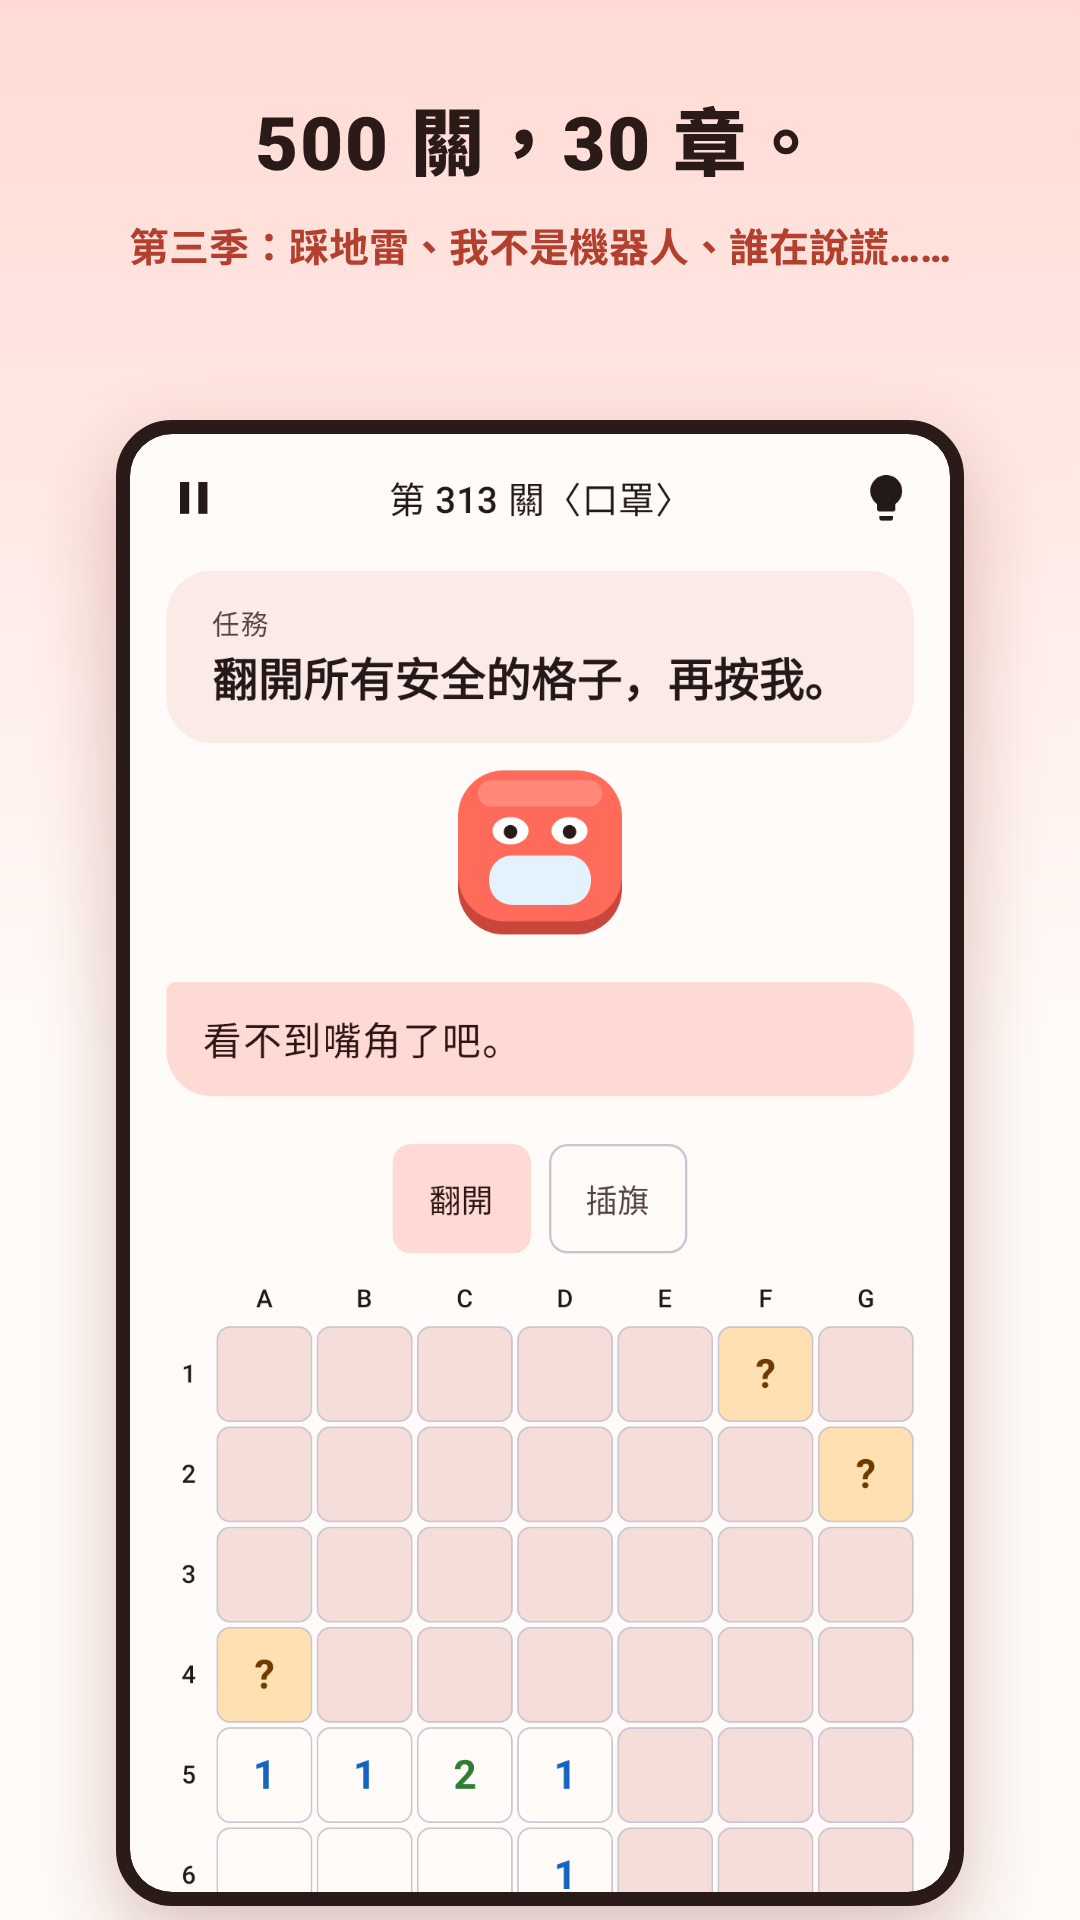 500 關，30 章。
第三季：踩地雷、我不是機器人、誰在說謊……
第 313 關〈口罩〉
任務
翻開所有安全的格子，再按我。
看不到嘴角了吧。
翻開 插旗
A B C D E F G
1 ?
2 ?
3
4 ?
5 1 1 2 1
6 1